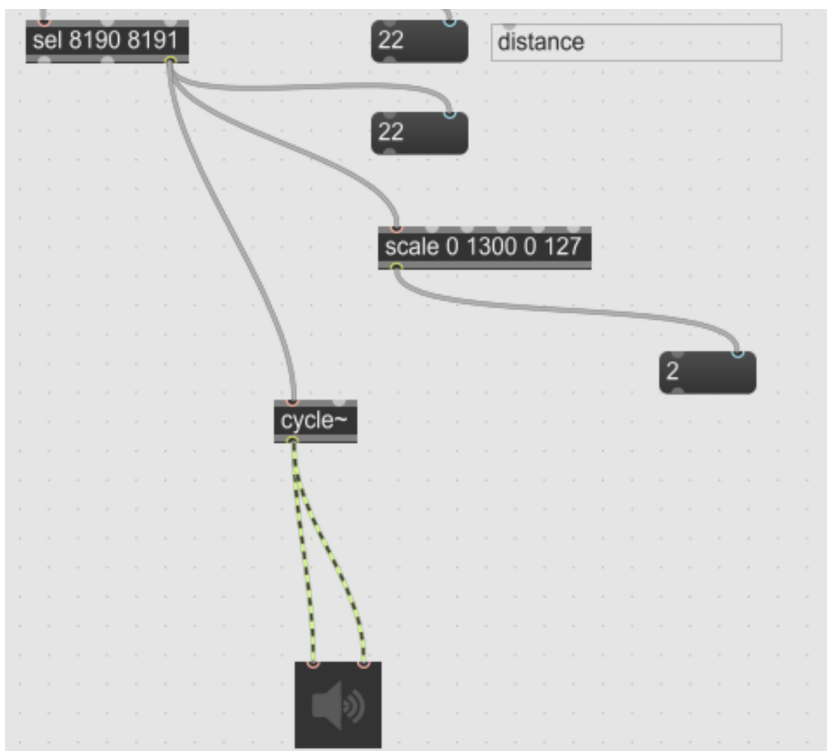 sel 8190 8191
22
distance
22
scale 0 1300 0 127
2
cycle~